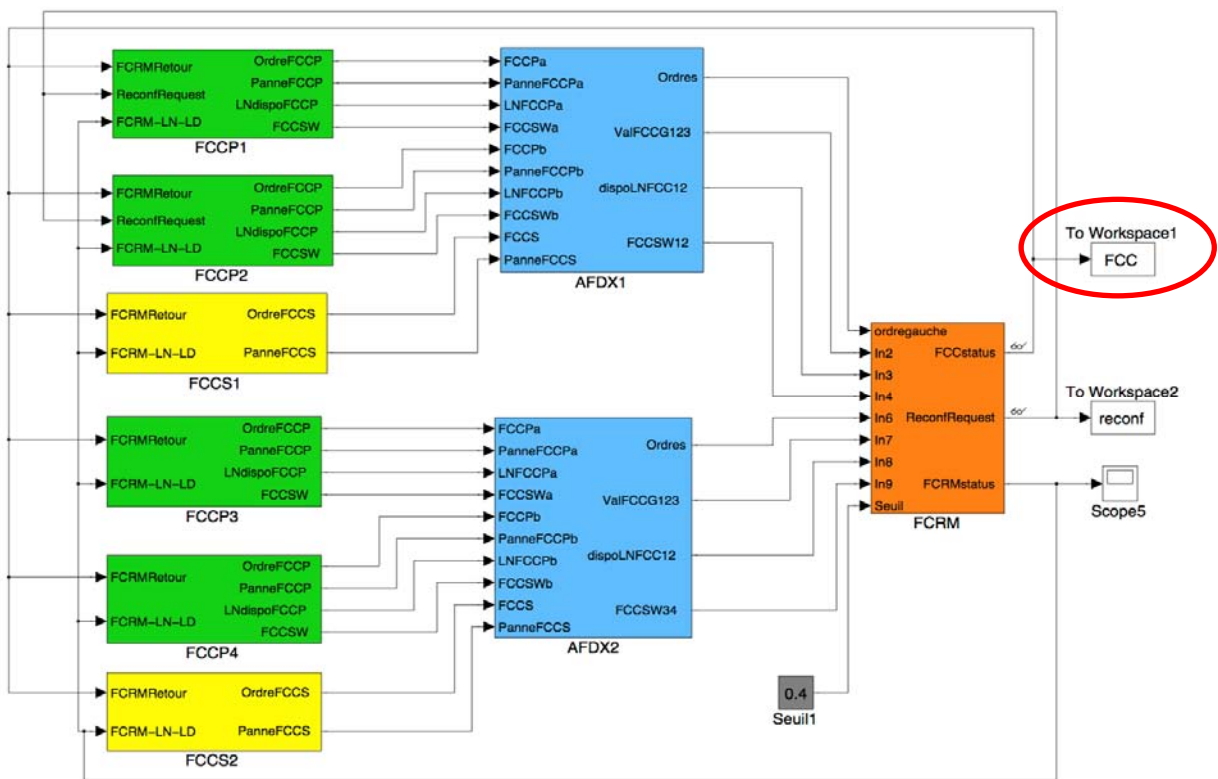 FCRMRetour
ReconfRequest
FCRM-LN-LD
OrdreFCCP
PanneFCCP
LNdispoFCCP
FCCSW
FCCP1
FCRMRetour
ReconfRequest
FCRM-LN-LD
OrdreFCCP
PanneFCCP
LNdispoFCCP
FCCSW
FCCP2
FCRMRetour
FCRM-LN-LD
OrdreFCCS
PanneFCCS
FCCS1
FCCPa
PanneFCCPa
LNFCCPa
FCCSWa
FCCPb
PanneFCCPb
LNFCCPb
FCCSWb
FCCS
PanneFCCS
Ordres
ValFCCG123
dispoLNFCC12
FCCSW12
AFDX1
FCRMRetour
FCRM-LN-LD
OrdreFCCP
PanneFCCP
LNdispoFCCP
FCCSW
FCCP3
FCRMRetour
FCRM-LN-LD
OrdreFCCP
PanneFCCP
LNdispoFCCP
FCCSW
FCCP4
FCRMRetour
FCRM-LN-LD
OrdreFCCS
PanneFCCS
FCCS2
FCCPa
PanneFCCPa
LNFCCPa
FCCSWa
FCCPb
PanneFCCPb
LNFCCPb
FCCSWb
FCCS
PanneFCCS
Ordres
ValFCCG123
dispoLNFCC12
FCCSW34
AFDX2
0.4
Seuil1
ordregauche
In2
In3
In4
In6
In7
In8
In9
Seuil
FCCstatus
ReconfRequest
FCRMstatus
FCRM
To Workspace1
FCC
To Workspace2
reconf
Scope5